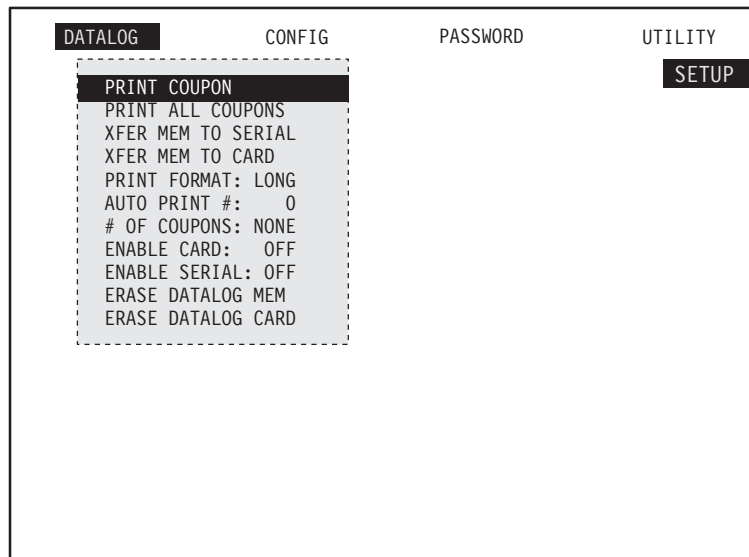 DATALOG CONFIG PASSWORD UTILITY
SETUP
PRINT COUPON
PRINT ALL COUPONS
XFER MEM TO SERIAL
XFER MEM TO CARD
PRINT FORMAT: LONG
AUTO PRINT #: 0
# OF COUPONS: NONE
ENABLE CARD: OFF
ENABLE SERIAL: OFF
ERASE DATALOG MEM
ERASE DATALOG CARD